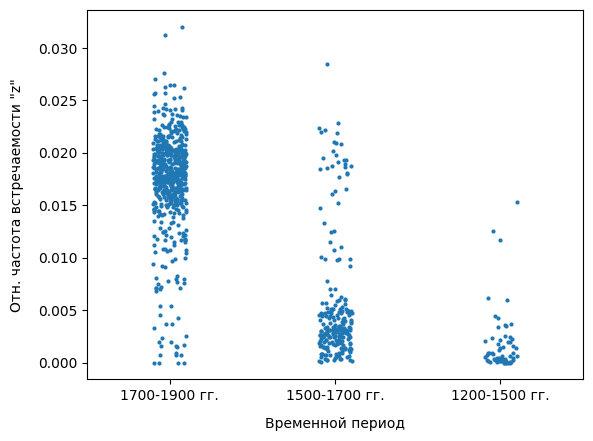 Отн. частота встречаемости "z"
0.030
0.025
0.020
0.015
0.010
0.005
0.000
1700-1900 гг.
1500-1700 гг.
1200-1500 гг.
Временной период